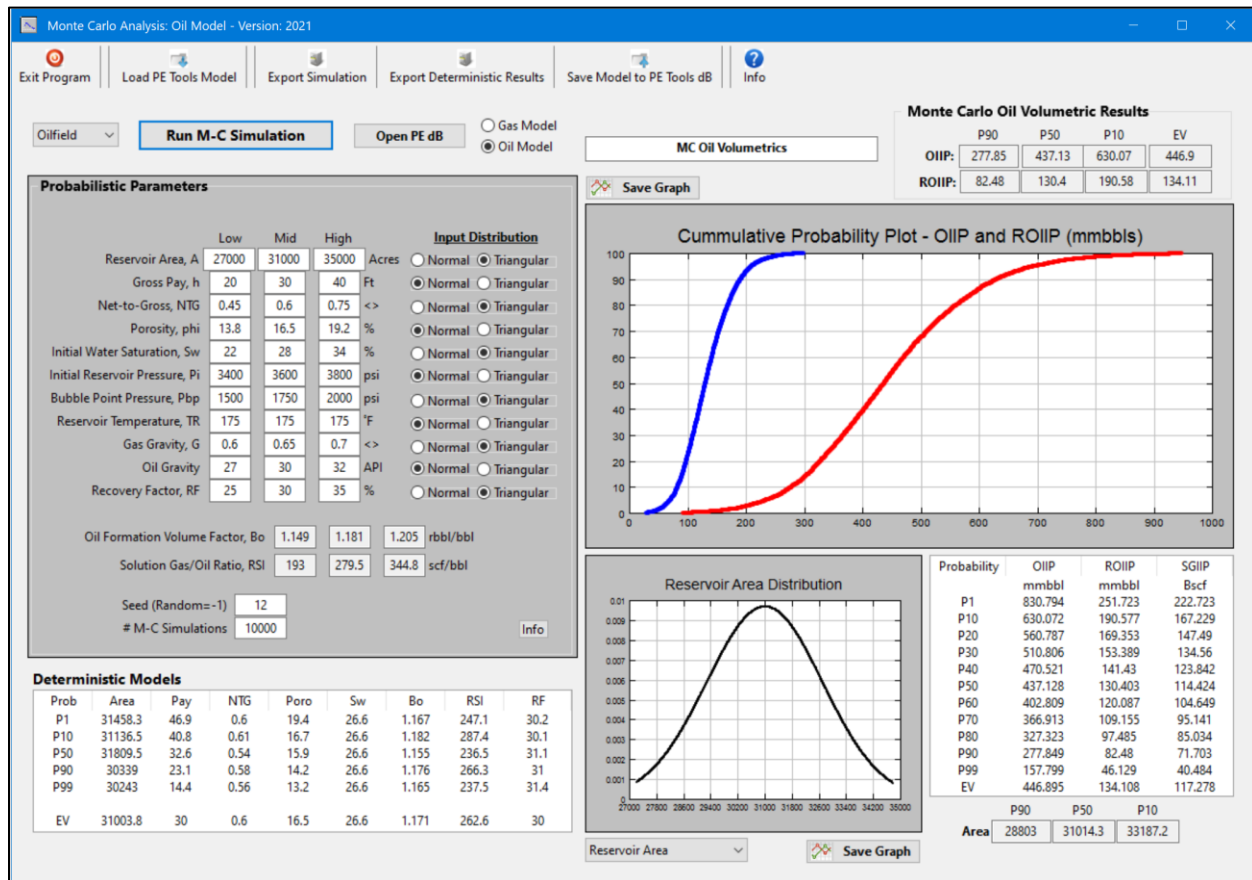 Monte Carlo Analysis: Oil Model - Version: 2021
Exit Program Load PE Tools Model Export Simulation Export Deterministic Results Save Model to PE Tools dB Info
Oilfield Run M-C Simulation Open PE dB Gas Model
Oil Model
MC Oil Volumetrics
Monte Carlo Oil Volumetric Results
P90 P50 P10 EV
OIIP: 277.85 437.13 630.07 446.9
ROIIP: 82.48 130.4 190.58 134.11
Probabilistic Parameters
Low Mid High Input Distribution
Reservoir Area, A 27000 31000 35000 Acres Normal Triangular
Gross Pay, h 20 30 40 Ft Normal Triangular
Net-to-Gross, NTG 0.45 0.6 0.75 <> Normal Triangular
Porosity, phi 13.8 16.5 19.2 % Normal Triangular
Initial Water Saturation, Sw 22 28 34 % Normal Triangular
Initial Reservoir Pressure, Pi 3400 3600 3800 psi Normal Triangular
Bubble Point Pressure, Pbp 1500 1750 2000 psi Normal Triangular
Reservoir Temperature, TR 175 175 175 °F Normal Triangular
Gas Gravity, G 0.6 0.65 0.7 <> Normal Triangular
Oil Gravity 27 30 32 API Normal Triangular
Recovery Factor, RF 25 30 35 % Normal Triangular
Oil Formation Volume Factor, Bo 1.149 1.181 1.205 rbbl/bbl
Solution Gas/Oil Ratio, RSI 193 279.5 344.8 scf/bbl
Seed (Random=-1) 12
# M-C Simulations 10000
Info
Save Graph
Cummulative Probability Plot - OIIP and ROIIP (mmbbls)
100
90
80
70
60
50
40
30
20
10
0
0 100 200 300 400 500 600 700 800 900 1000
Deterministic Models
Prob Area Pay NTG Poro Sw Bo RSI RF
P1 31458.3 46.9 0.6 19.4 26.6 1.167 247.1 30.2
P10 31136.5 40.8 0.61 16.7 26.6 1.182 287.4 30.1
P50 31809.5 32.6 0.54 15.9 26.6 1.155 236.5 31.1
P90 30339 23.1 0.58 14.2 26.6 1.176 266.3 31
P99 30243 14.4 0.56 13.2 26.6 1.165 237.5 31.4
EV 31003.8 30 0.6 16.5 26.6 1.171 262.6 30
Reservoir Area Distribution
0.01
0.009
0.008
0.007
0.006
0.005
0.004
0.003
0.002
0.001
0
27000 27800 28600 29400 30200 31000 31800 32600 33400 34200 35000
Reservoir Area Save Graph
Probability OIIP ROIIP SGIIP
mmbbl mmbbl Bscf
P1 830.794 251.723 222.723
P10 630.072 190.577 167.229
P20 560.787 169.353 147.49
P30 510.806 153.389 134.56
P40 470.521 141.43 123.842
P50 437.128 130.403 114.424
P60 402.809 120.087 104.649
P70 366.913 109.155 95.141
P80 327.323 97.485 85.034
P90 277.849 82.48 71.703
P99 157.799 46.129 40.484
EV 446.895 134.108 117.278
P90 P50 P10
Area 28803 31014.3 33187.2